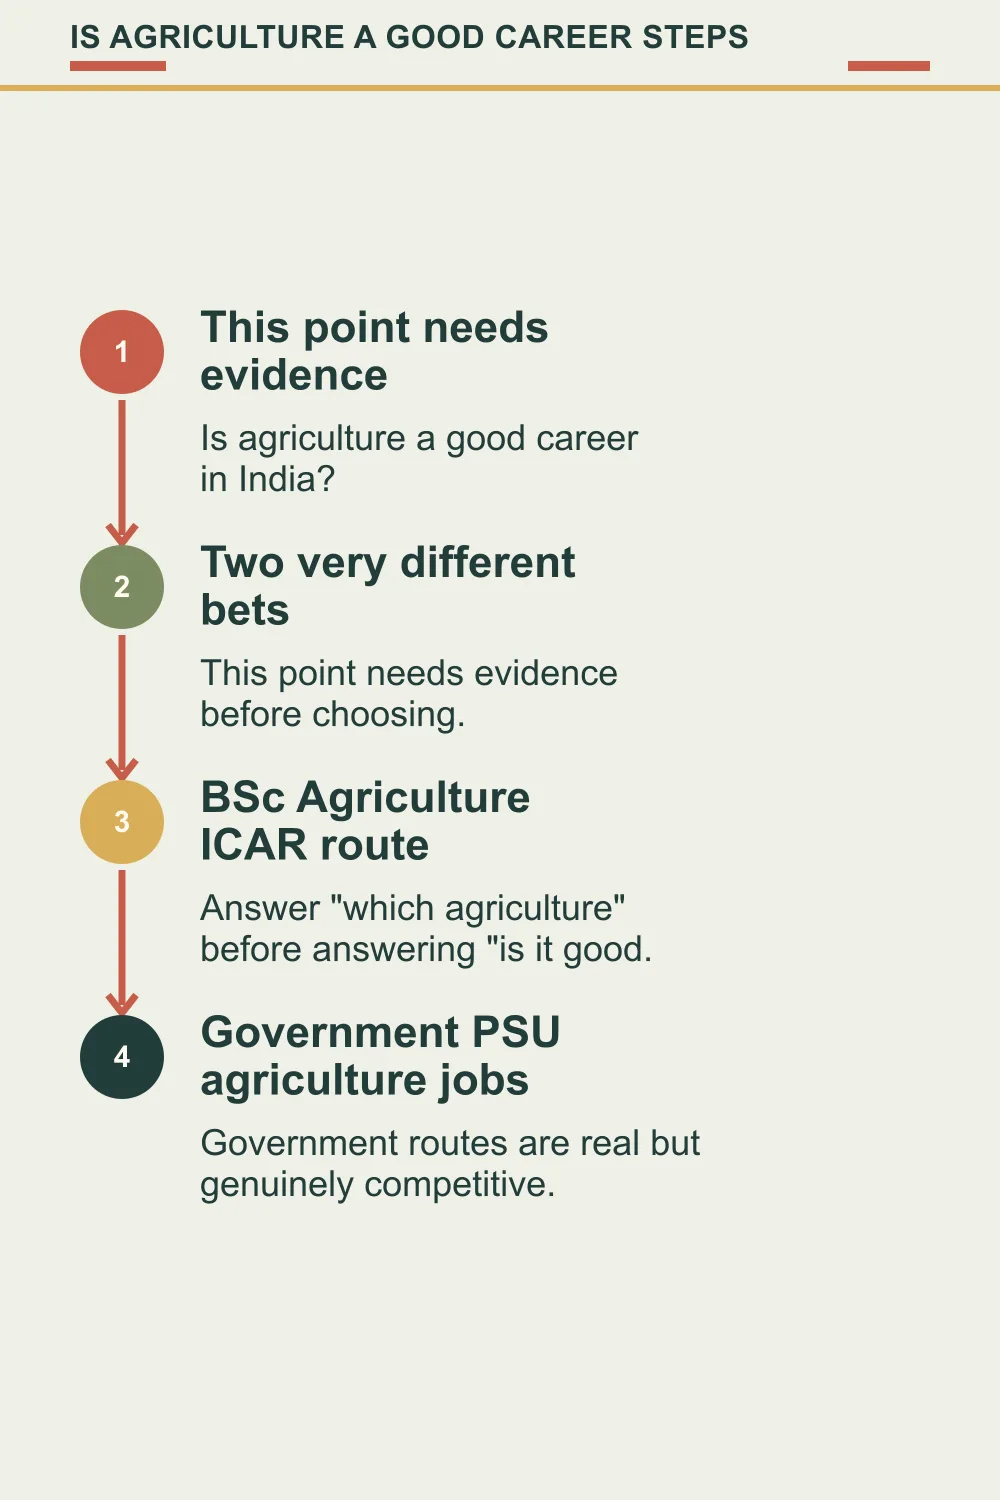 IS AGRICULTURE A GOOD CAREER STEPS
1
This point needs
evidence
Is agriculture a good career
in India?
2
Two very different
bets
This point needs evidence
before choosing.
3
BSc Agriculture
ICAR route
Answer "which agriculture"
before answering "is it good.
4
Government PSU
agriculture jobs
Government routes are real but
genuinely competitive.